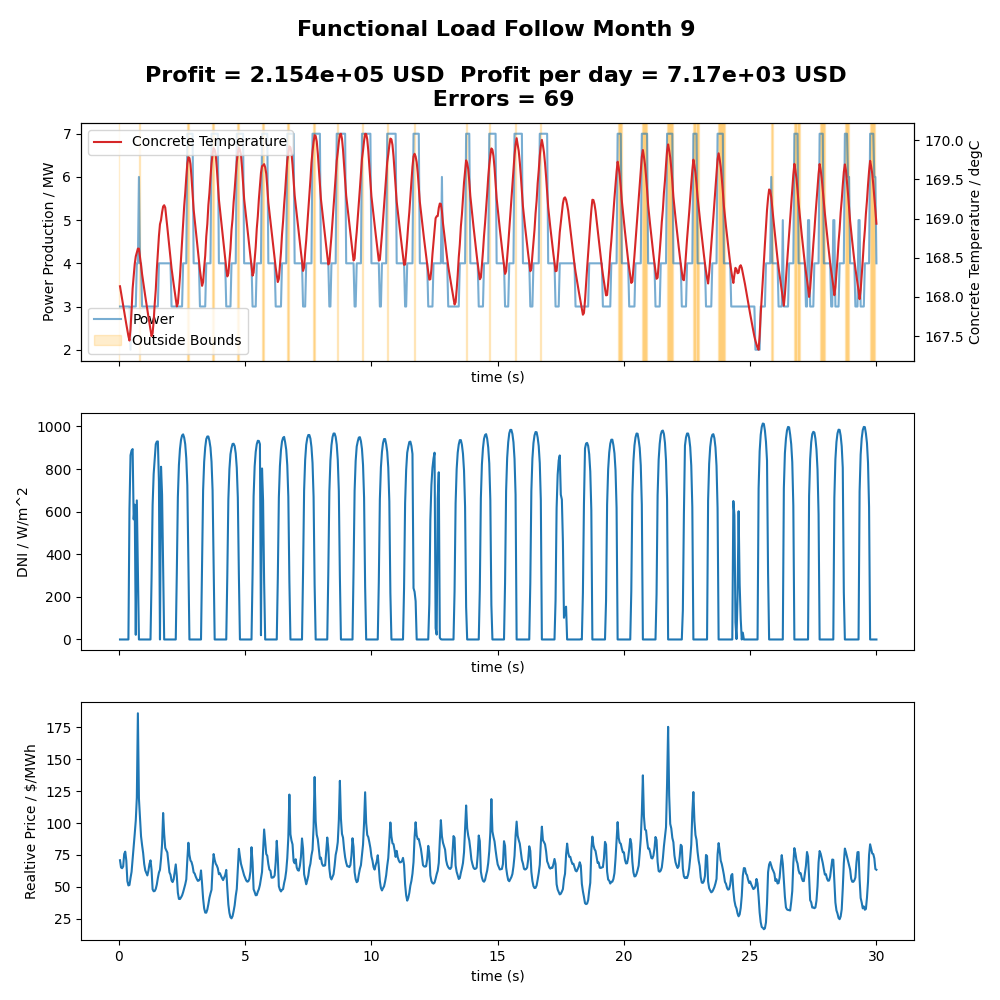 Functional Load Follow Month 9
Profit = 2.154e+05 USD  Profit per day = 7.17e+03 USD
Errors = 69
Power Production / MW
7
6
5
4
3
2
Concrete Temperature
Power
Outside Bounds
170.0
169.5
169.0
168.5
168.0
167.5
Concrete Temperature / degC
time (s)
DNI / W/m^2
1000
800
600
400
200
0
time (s)
Realtive Price / $/MWh
175
150
125
100
75
50
25
0 5 10 15 20 25 30
time (s)